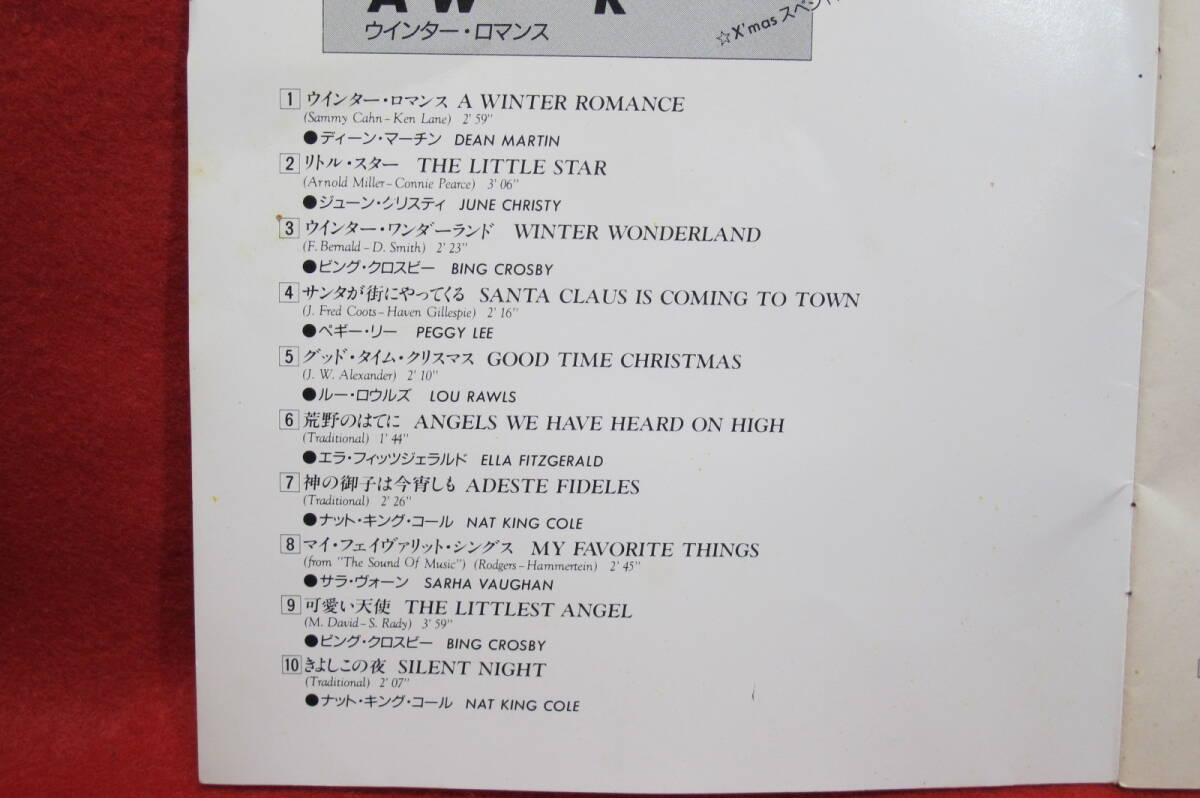 ウインター・ロマンス
☆X'mas スペシャ
1 ウインター・ロマンス A WINTER ROMANCE
(Sammy Cahn – Ken Lane) 2' 59"
●ディーン・マーチン DEAN MARTIN
2 リトル・スター THE LITTLE STAR
(Arnold Miller – Connie Pearce) 3' 06"
●ジューン・クリスティ JUNE CHRISTY
3 ウインター・ワンダーランド WINTER WONDERLAND
(F. Bernald – D. Smith) 2' 23"
●ビング・クロスビー BING CROSBY
4 サンタが街にやってくる SANTA CLAUS IS COMING TO TOWN
(J. Fred Coots – Haven Gillespie) 2' 16"
●ペギー・リー PEGGY LEE
5 グッド・タイム・クリスマス GOOD TIME CHRISTMAS
(J. W. Alexander) 2' 10"
●ルー・ロウルズ LOU RAWLS
6 荒野のはてに ANGELS WE HAVE HEARD ON HIGH
(Traditional) 1' 44"
●エラ・フィッツジェラルド ELLA FITZGERALD
7 神の御子は今宵しも ADESTE FIDELES
(Traditional) 2' 26"
●ナット・キング・コール NAT KING COLE
8 マイ・フェイヴァリット・シングス MY FAVORITE THINGS
(from "The Sound Of Music") (Rodgers – Hammertein) 2' 45"
●サラ・ヴォーン SARHA VAUGHAN
9 可愛い天使 THE LITTLEST ANGEL
(M. David – S. Rady) 3' 59"
●ビング・クロスビー BING CROSBY
10 きよしこの夜 SILENT NIGHT
(Traditional) 2' 07"
●ナット・キング・コール NAT KING COLE